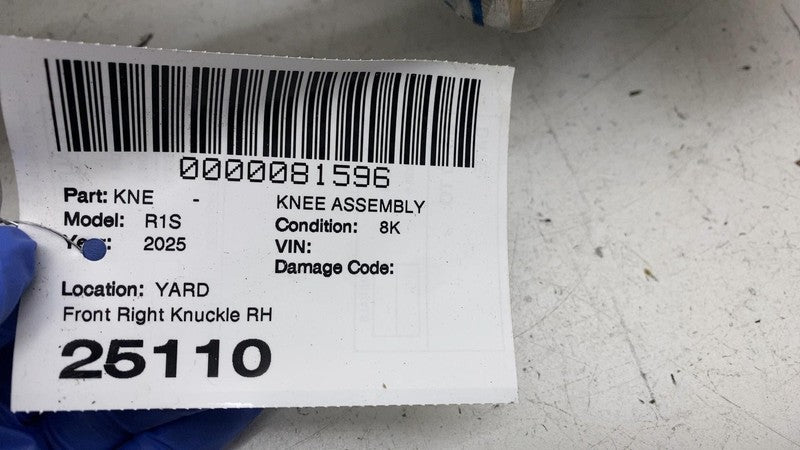 0000081596
Part: KNE - KNEE ASSEMBLY
Model: R1S Condition: 8K
2025 VIN:
Damage Code:
Location: YARD
Front Right Knuckle RH
25110